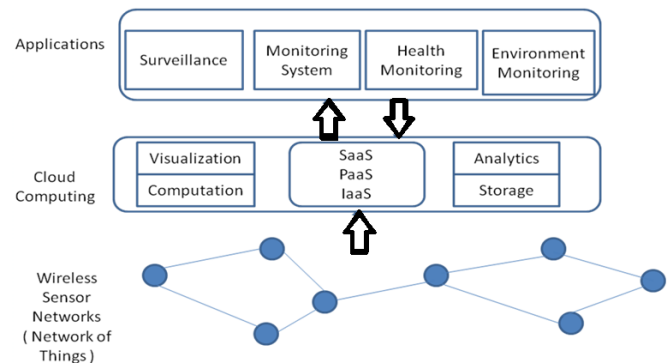 Applications
Surveillance
Monitoring
System
Health
Monitoring
Environment
Monitoring
Cloud
Computing
Visualization
Computation
SaaS
PaaS
IaaS
Analytics
Storage
Wireless
Sensor
Networks
( Network of
Things )